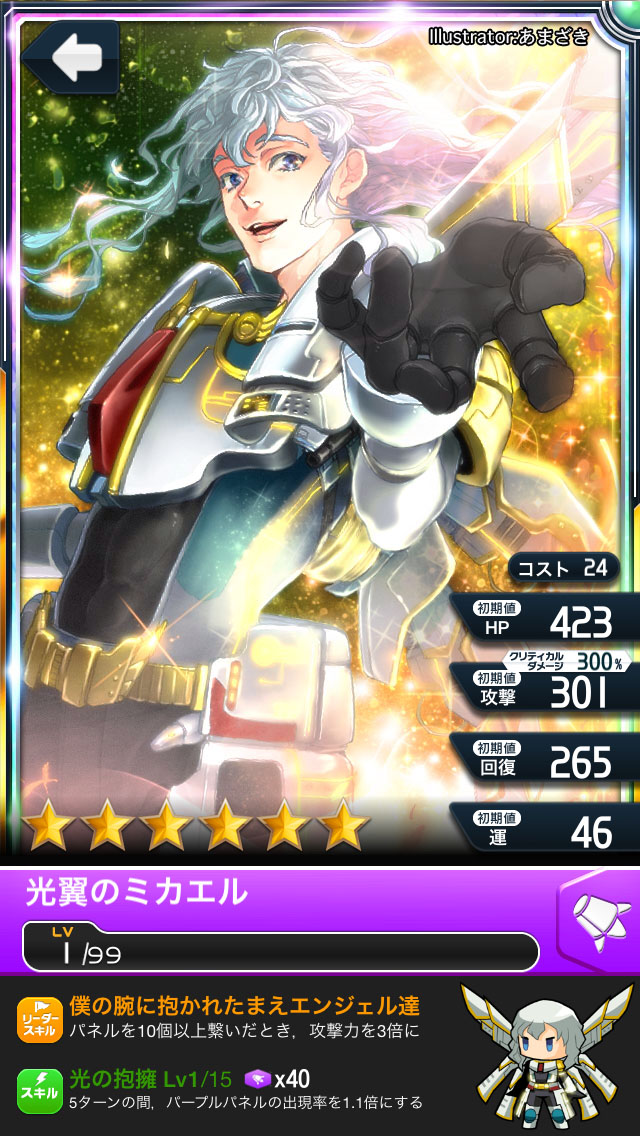 Illustrator:あまざき
コスト 24
初期値
HP 423
クリティカル
ダメージ 300%
初期値
攻撃 301
初期値
回復 265
初期値
運 46
光翼のミカエル
LV
1/99
リーダー
スキル
僕の腕に抱かれたまえエンジェル達
パネルを10個以上繋いだとき，攻撃力を3倍に
スキル
光の抱擁 Lv1/15 x40
5ターンの間，パープルパネルの出現率を1.1倍にする